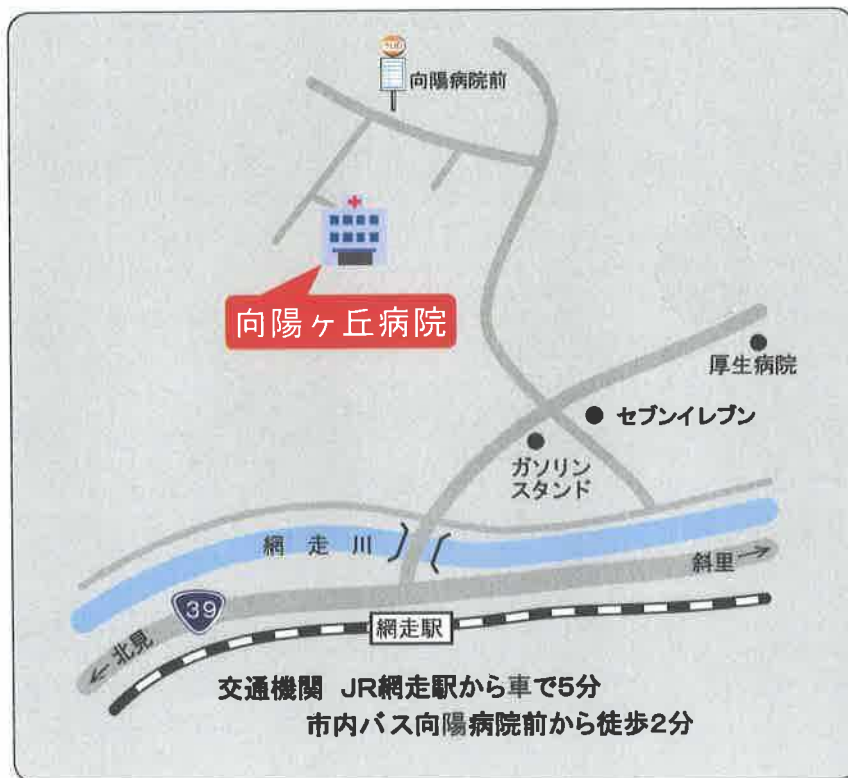 向陽病院前
向陽ヶ丘病院
厚生病院
セブンイレブン
ガソリン
スタンド
網走川
斜里→
39
網走駅
←北見
交通機関 JR網走駅から車で5分
市内バス向陽病院前から徒歩2分